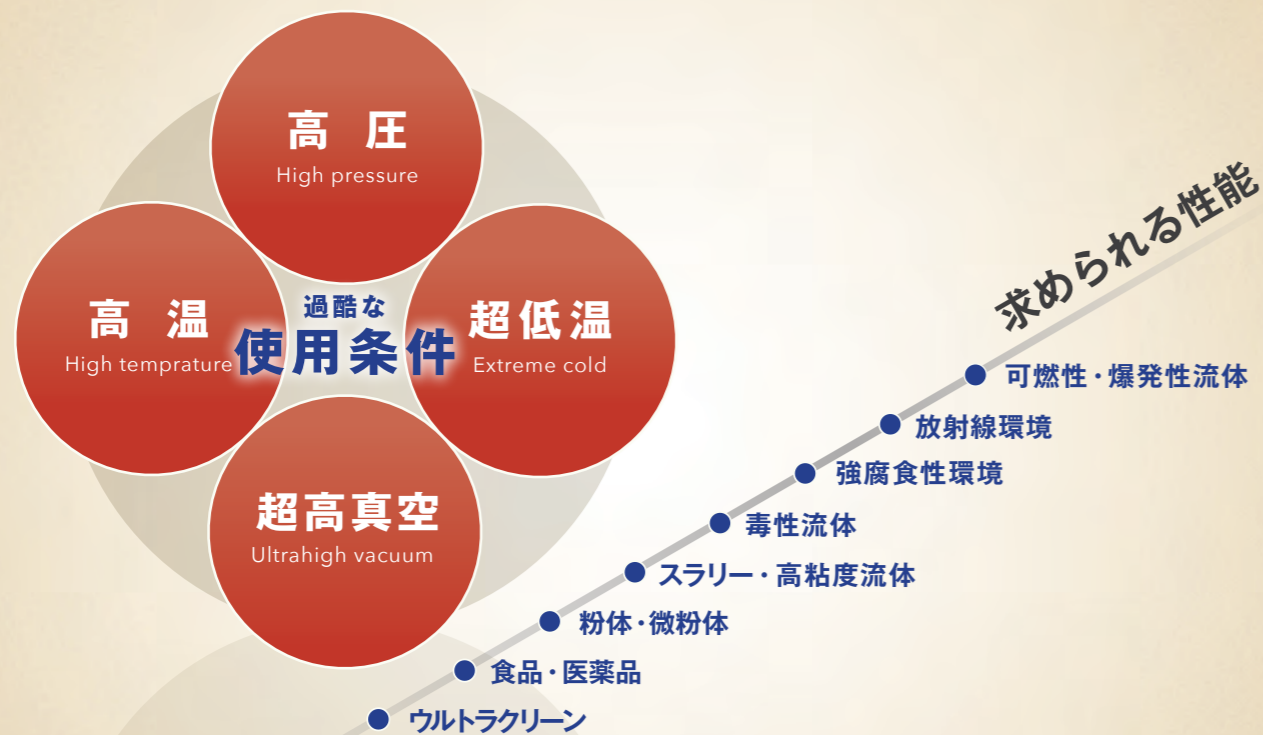 高 圧
High pressure
高 温
High temprature
過酷な
使用条件
超低温
Extreme cold
超高真空
Ultrahigh vacuum
求められる性能
可燃性・爆発性流体
放射線環境
強腐食性環境
毒性流体
スラリー・高粘度流体
粉体・微粉体
食品・医薬品
ウルトラクリーン